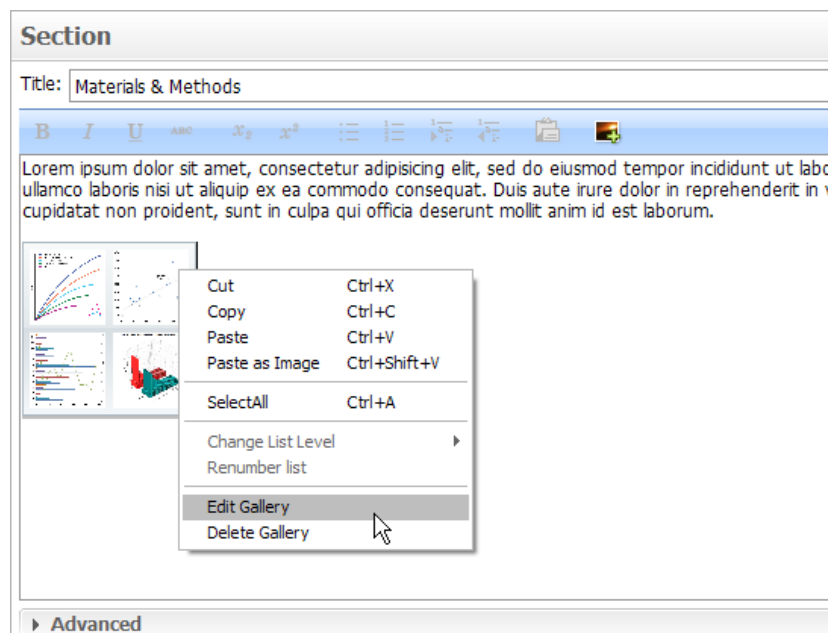 Section
Title: Materials & Methods
B I U ABC x₂ x²
Lorem ipsum dolor sit amet, consectetur adipisicing elit, sed do eiusmod tempor incididunt ut labo
ullamco laboris nisi ut aliquip ex ea commodo consequat. Duis aute irure dolor in reprehenderit in v
cupidatat non proident, sunt in culpa qui officia deserunt mollit anim id est laborum.
Cut Ctrl+X
Copy Ctrl+C
Paste Ctrl+V
Paste as Image Ctrl+Shift+V
SelectAll Ctrl+A
Change List Level
Renumber list
Edit Gallery
Delete Gallery
Advanced